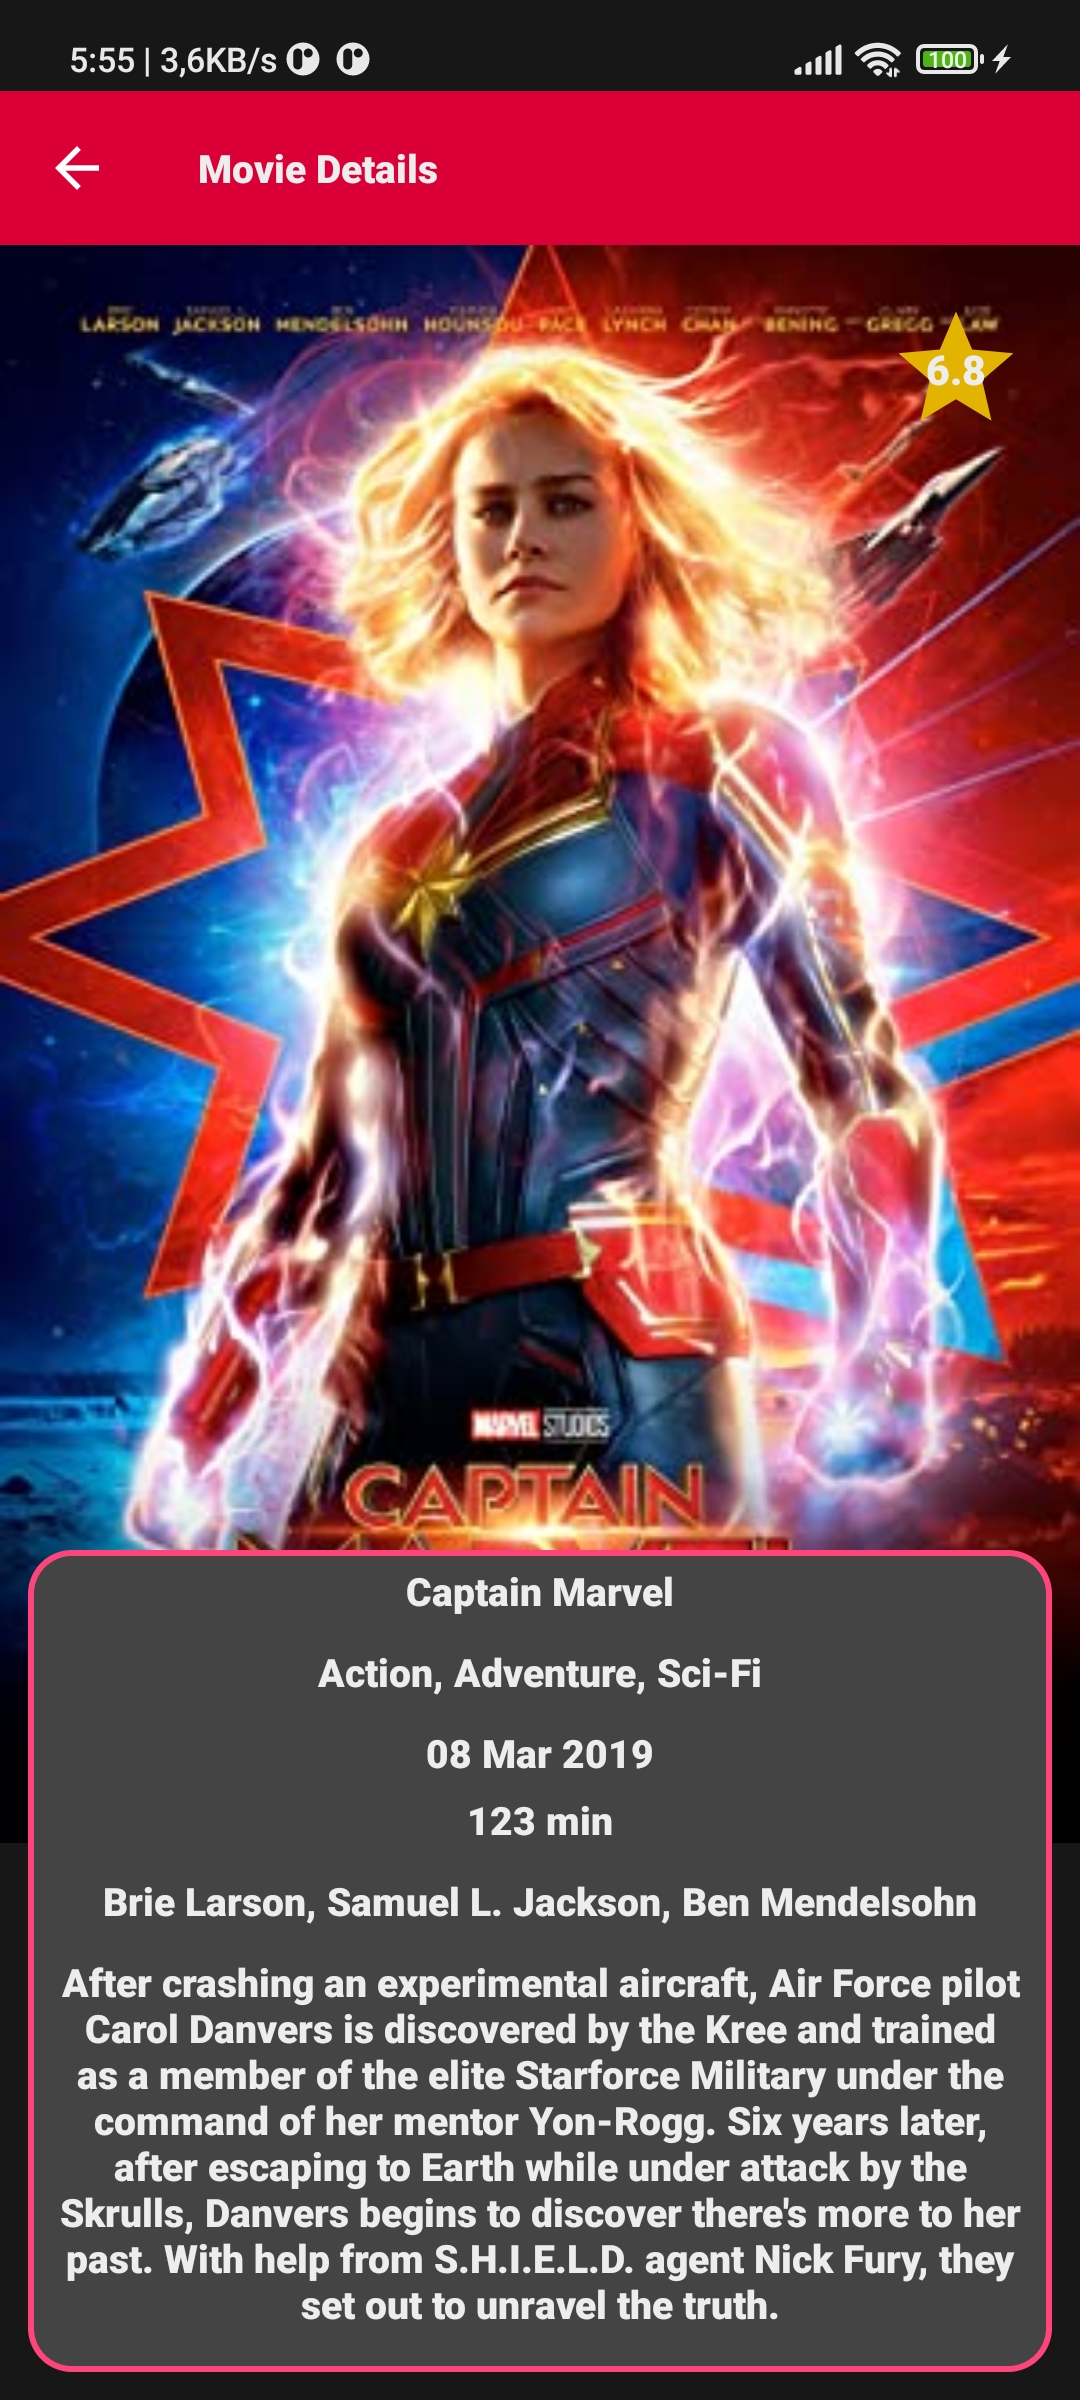 5:55 | 3,6KB/s
100
Movie Details
LARSON JACKSON MENDELSOHN HOUNSOU PACE LYNCH CHAN BENING GREGG LAW
6.8
MARVEL STUDIOS
CAPTAIN
Captain Marvel
Action, Adventure, Sci-Fi
08 Mar 2019
123 min
Brie Larson, Samuel L. Jackson, Ben Mendelsohn
After crashing an experimental aircraft, Air Force pilot
Carol Danvers is discovered by the Kree and trained
as a member of the elite Starforce Military under the
command of her mentor Yon-Rogg. Six years later,
after escaping to Earth while under attack by the
Skrulls, Danvers begins to discover there's more to her
past. With help from S.H.I.E.L.D. agent Nick Fury, they
set out to unravel the truth.